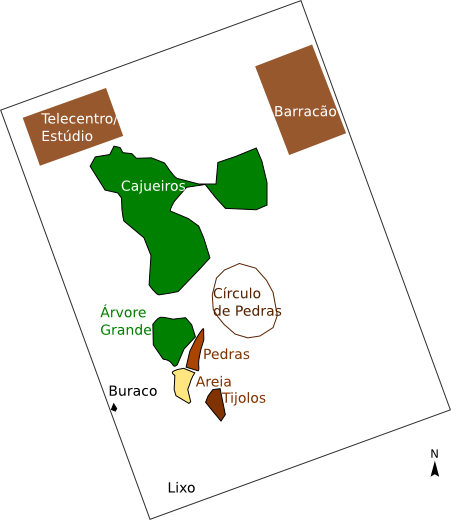 Barracão
Telecentro/
Estúdio
Cajueiros
Círculo
de Pedras
Árvore
Grande
Pedras
Areia
Buraco
Tijolos
N
Lixo